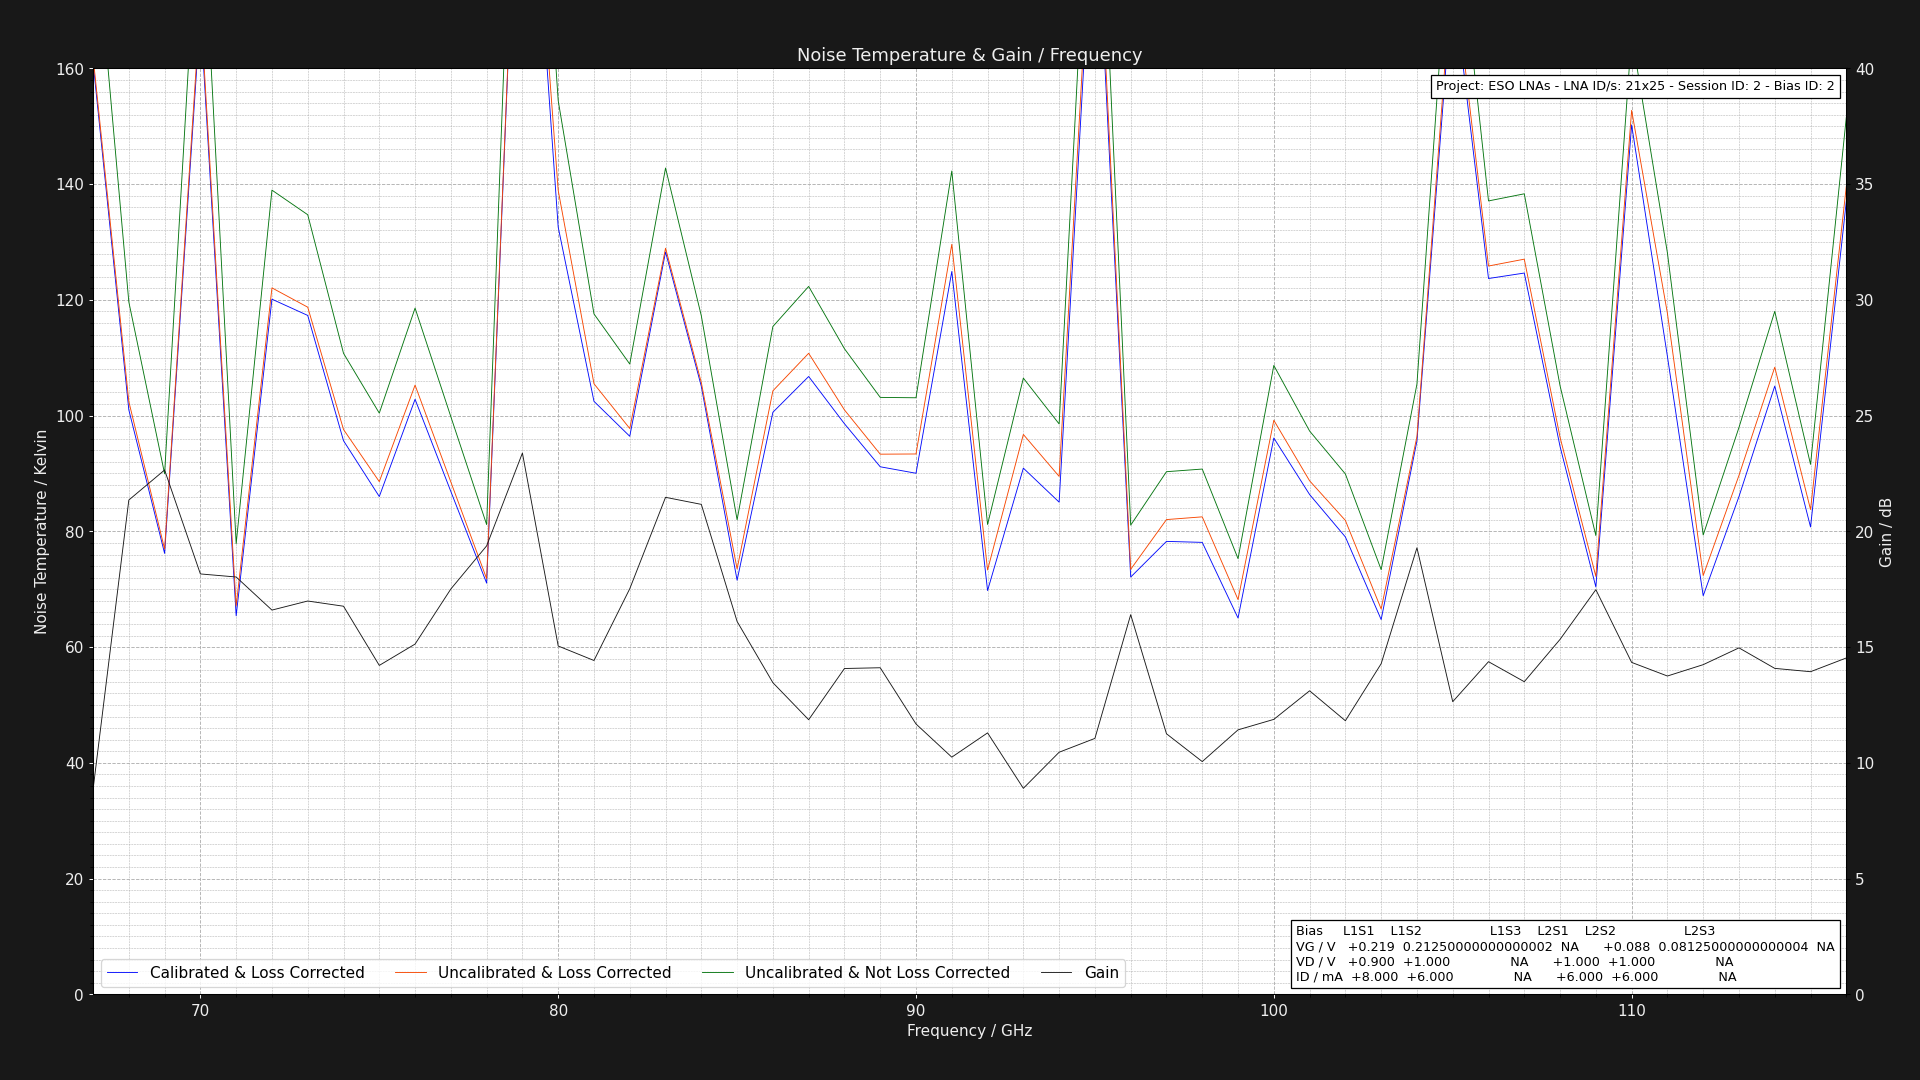 Noise Temperature & Gain / Frequency
Project: ESO LNAs - LNA ID/s: 21x25 - Session ID: 2 - Bias ID: 2
160
140
120
100
80
60
40
20
0
Noise Temperature / Kelvin
40
35
30
25
20
15
10
5
0
Gain / dB
Bias L1S1 L1S2 L1S3 L2S1 L2S2 L2S3
VG / V +0.219 0.21250000000000002 NA +0.088 0.08125000000000004 NA
VD / V +0.900 +1.000 NA +1.000 +1.000 NA
ID / mA +8.000 +6.000 NA +6.000 +6.000 NA
Calibrated & Loss Corrected Uncalibrated & Loss Corrected Uncalibrated & Not Loss Corrected Gain
70 80 90 100 110
Frequency / GHz